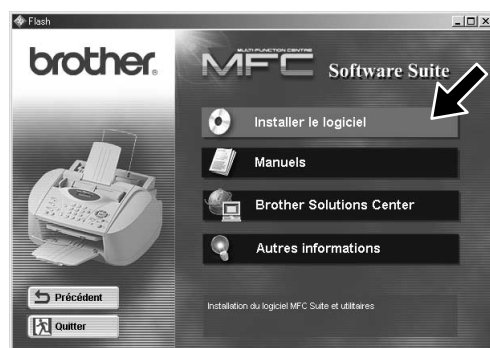 Flash
brother.
MULTI-FUNCTION CENTRE
MFC Software Suite
Installer le logiciel
Manuels
Brother Solutions Center
Autres informations
Précédent
Quitter
Installation du logiciel MFC Suite et utilitaires